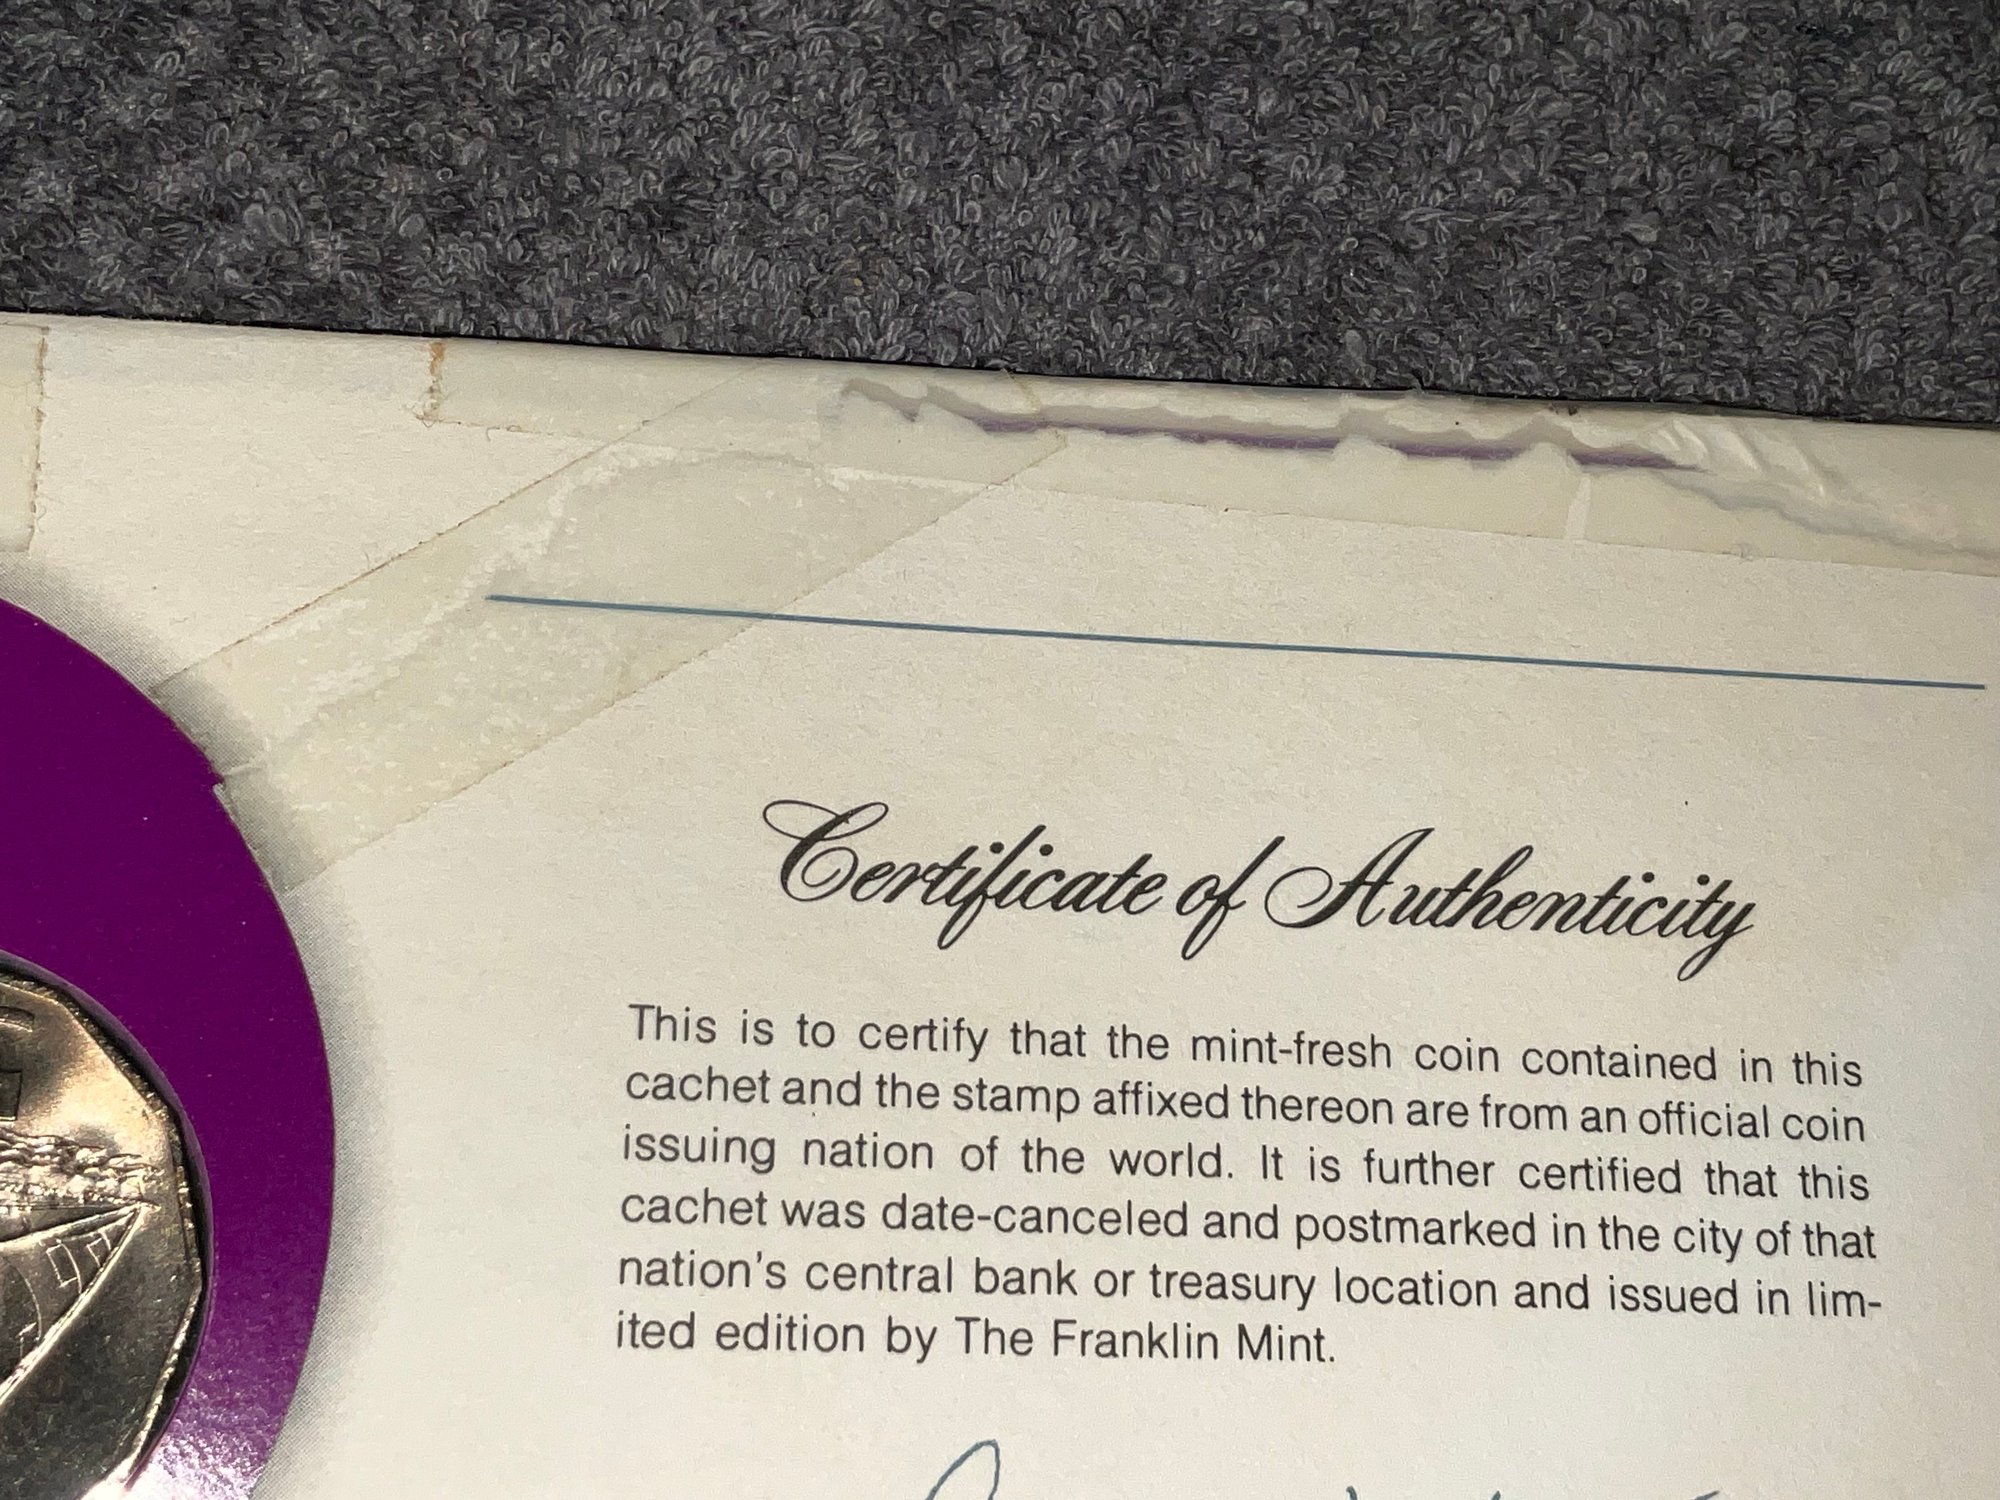 Certificate of Authenticity
This is to certify that the mint-fresh coin contained in this
cachet and the stamp affixed thereon are from an official coin
issuing nation of the world. It is further certified that this
cachet was date-canceled and postmarked in the city of that
nation's central bank or treasury location and issued in lim-
ited edition by The Franklin Mint.